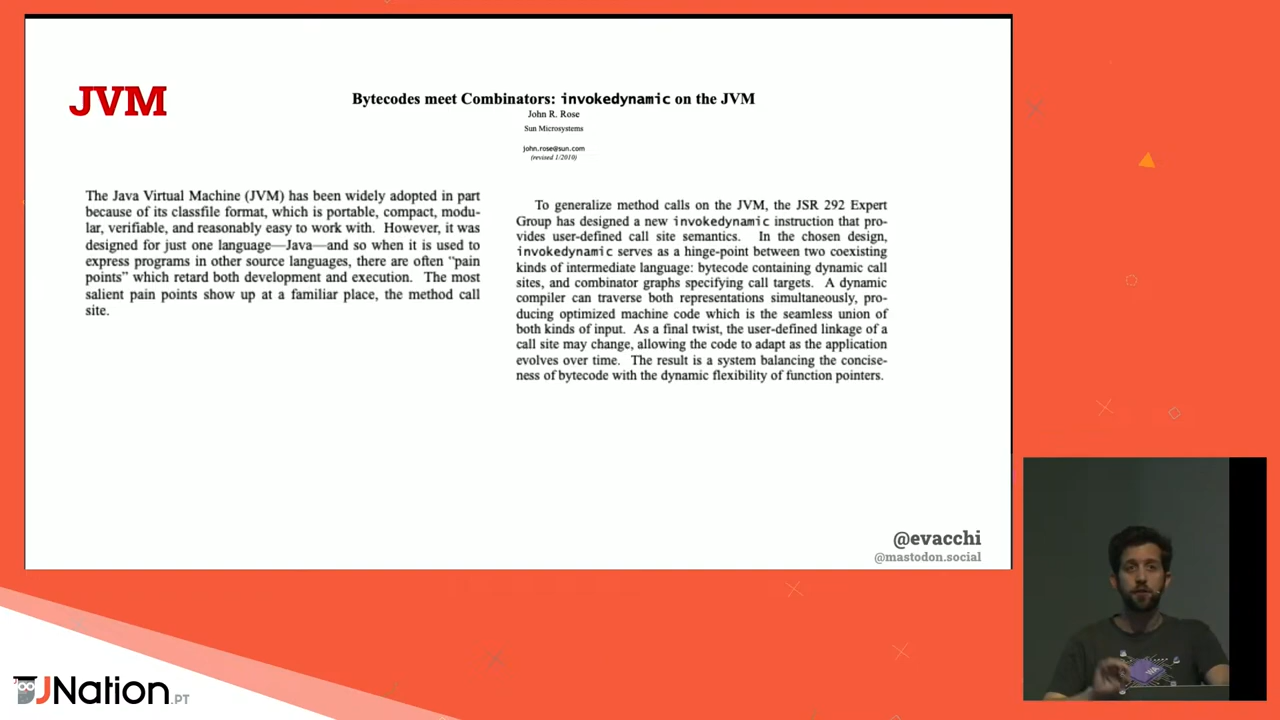 JVM
Bytecodes meet Combinators: invokedynamic on the JVM
John R. Rose
Sun Microsystems
john.rose@sun.com
(revised 1/2010)
The Java Virtual Machine (JVM) has been widely adopted in part
because of its classfile format, which is portable, compact, modu-
lar, verifiable, and reasonably easy to work with. However, it was
designed for just one language—Java—and so when it is used to
express programs in other source languages, there are often “pain
points” which retard both development and execution. The most
salient pain points show up at a familiar place, the method call
site.
To generalize method calls on the JVM, the JSR 292 Expert
Group has designed a new invokedynamic instruction that pro-
vides user-defined call site semantics. In the chosen design,
invokedynamic serves as a hinge-point between two coexisting
kinds of intermediate language: bytecode containing dynamic call
sites, and combinator graphs specifying call targets. A dynamic
compiler can traverse both representations simultaneously, pro-
ducing optimized machine code which is the seamless union of
both kinds of input. As a final twist, the user-defined linkage of a
call site may change, allowing the code to adapt as the application
evolves over time. The result is a system balancing the concise-
ness of bytecode with the dynamic flexibility of function pointers.
@evacchi
@mastodon.social
JNation.PT